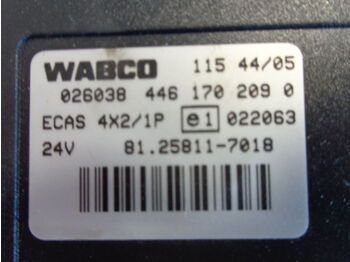 WABCO 115 44/05
026038 446 170 209 0
ECAS 4X2/1P e1 022063
24V 81.25811-7018